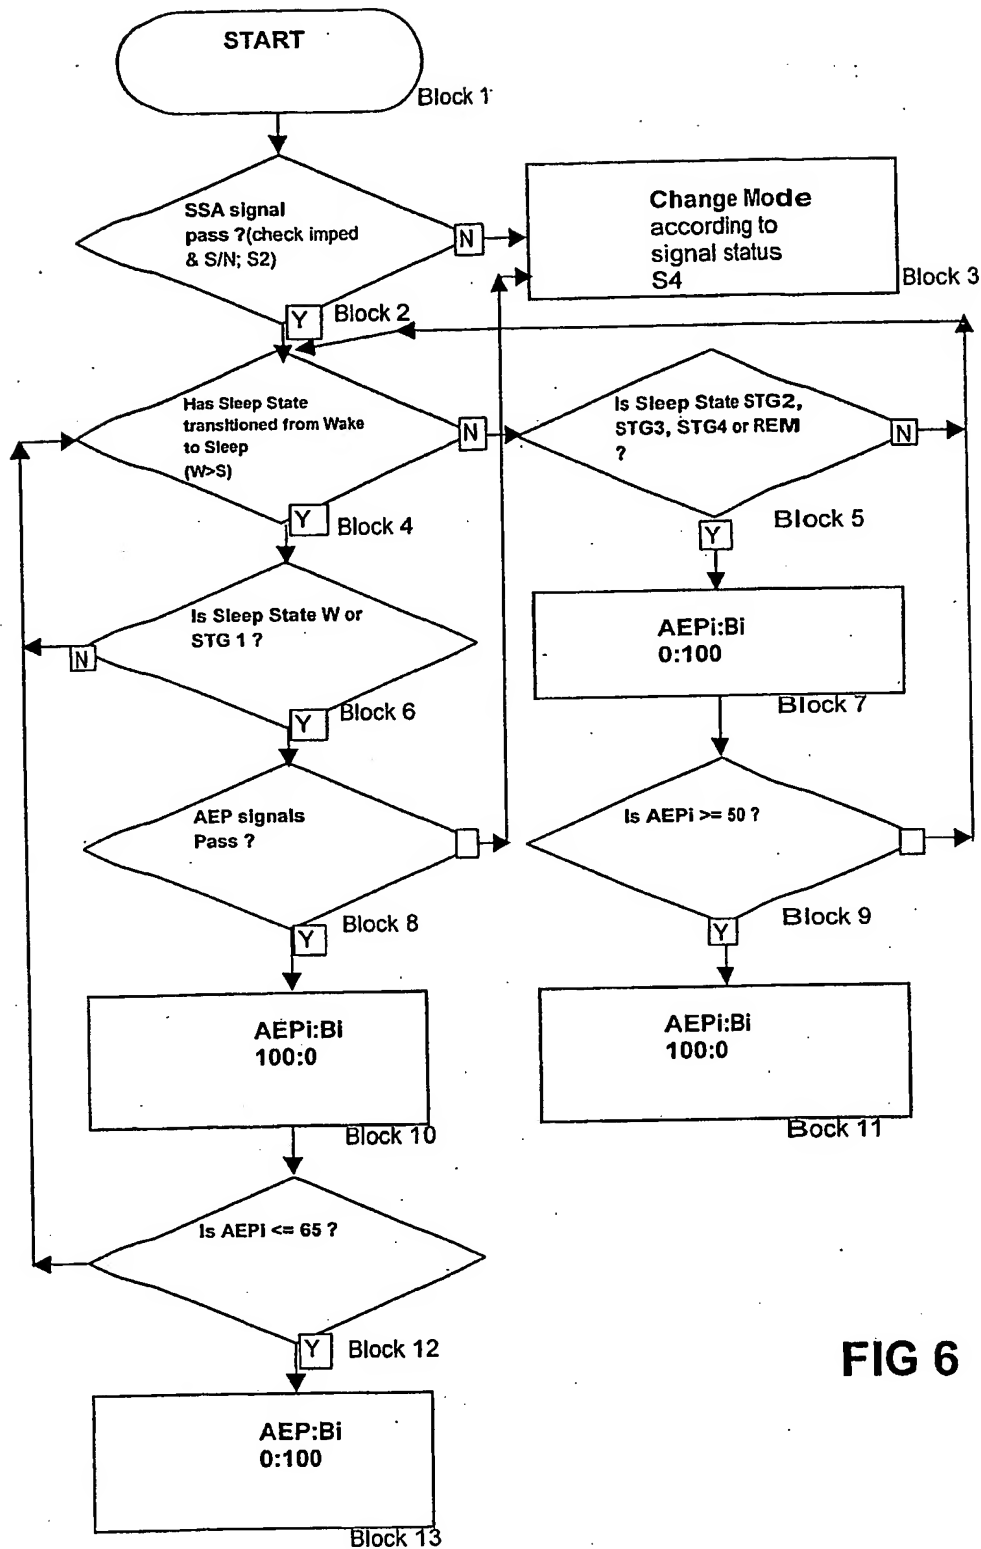 START
Block 1
SSA signal
pass ?(check imped
& S/N; S2)
N
Change Mode
according to
signal status
S4
Block 3
Y
Block 2
Has Sleep State
transitioned from Wake
to Sleep
(W>S)
N
Is Sleep State STG2,
STG3, STG4 or REM
?
N
Y
Block 4
Block 5
Y
Is Sleep State W or
STG 1 ?
N
AEPi:Bi
0:100
Block 7
Y
Block 6
AEP signals
Pass ?
Is AEPi >= 50 ?
Y
Block 8
Y
Block 9
AEPi:Bi
100:0
Block 10
AEPi:Bi
100:0
Bock 11
Is AEPi <= 65 ?
Y
Block 12
FIG 6
AEP:Bi
0:100
Block 13